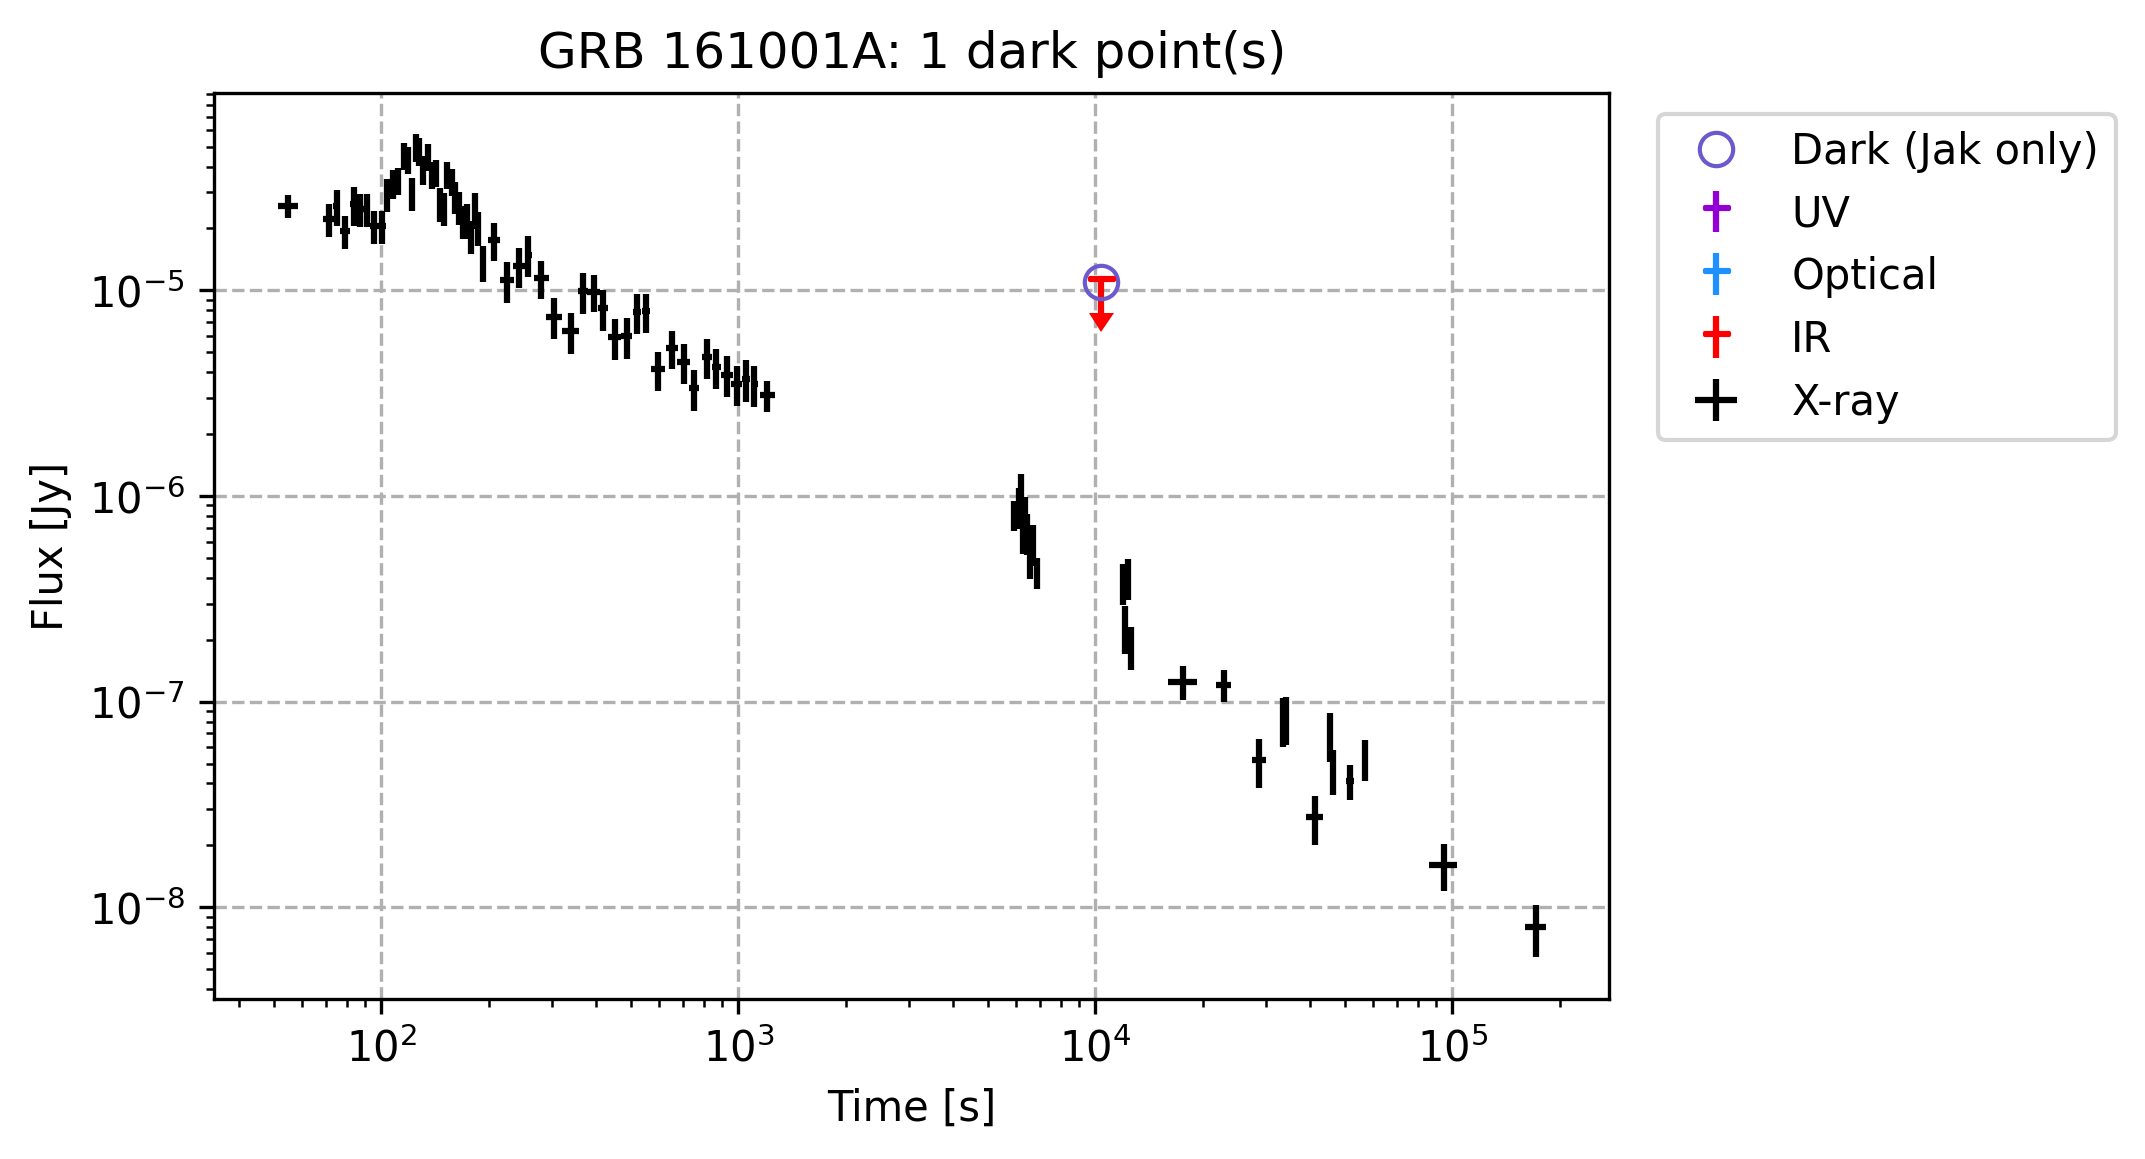 GRB 161001A: 1 dark point(s)
Dark (Jak only)
UV
Optical
IR
X-ray
Flux [Jy]
10⁻⁵
10⁻⁶
10⁻⁷
10⁻⁸
10² 10³ 10⁴ 10⁵
Time [s]